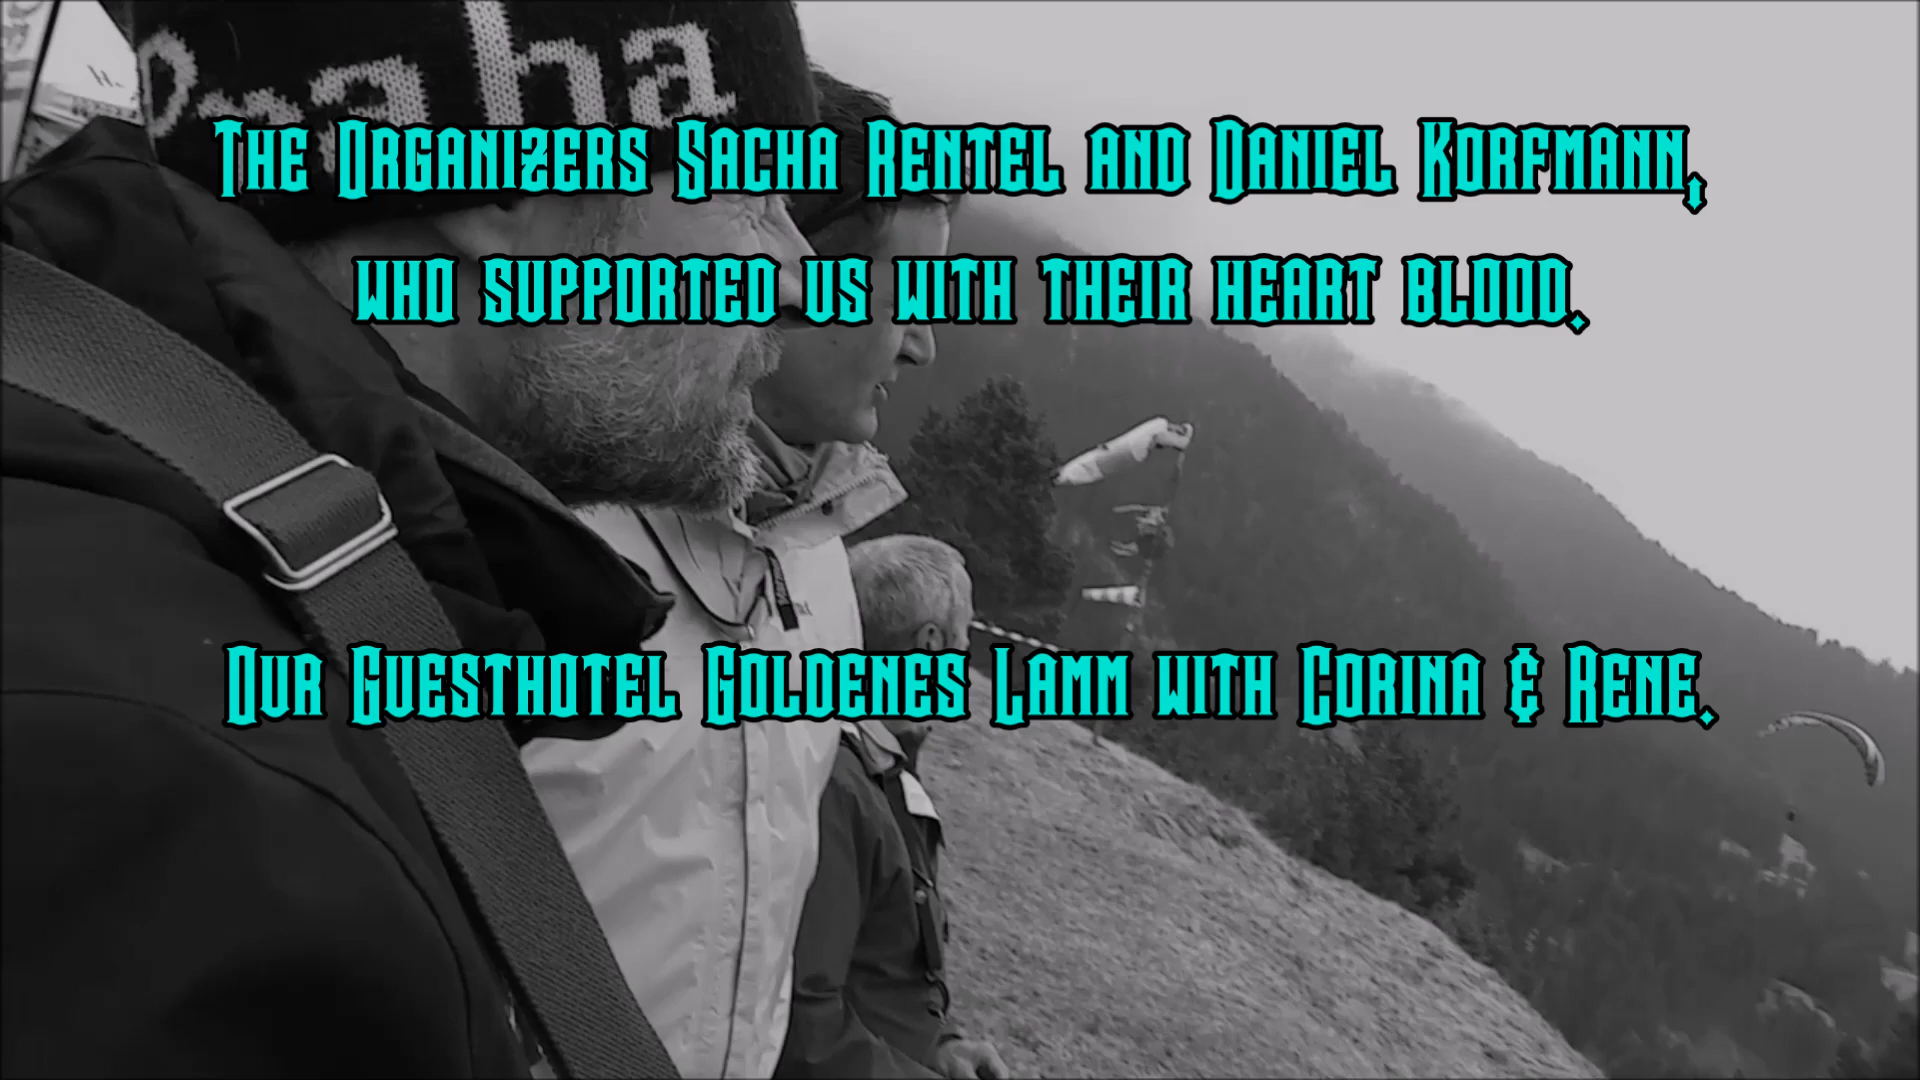 Praha
The Organizers Sacha Rentel and Daniel Korfmann,
who supported us with their heart blood.
Our Guesthotel Goldenes Lamm with Corina & Rene.